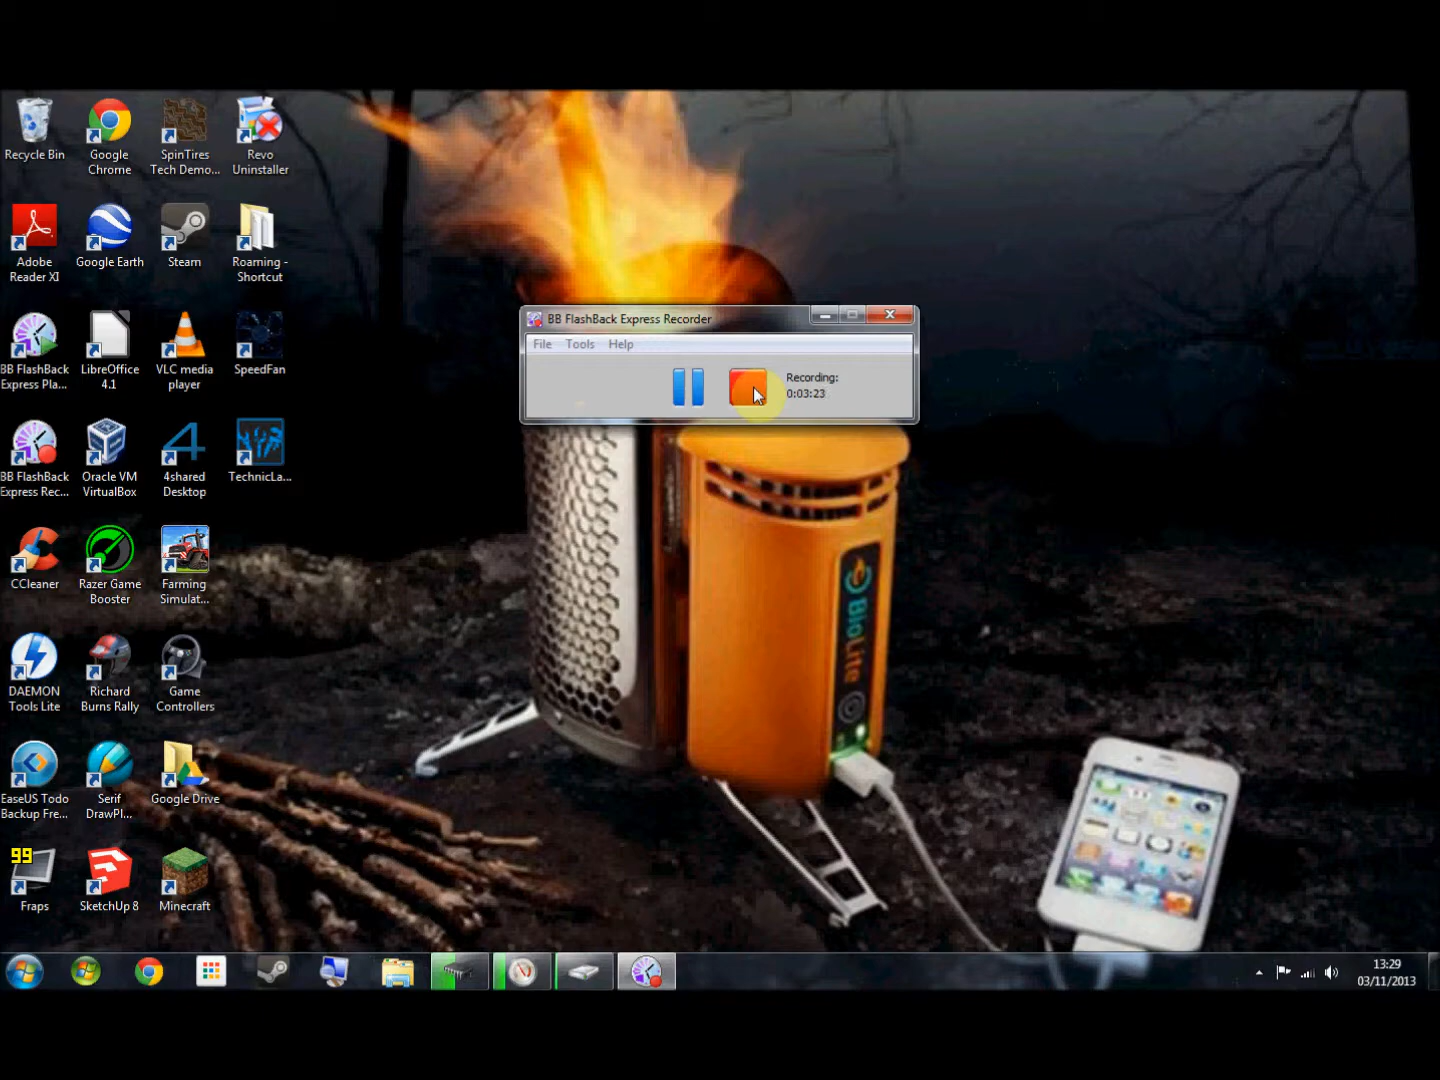 Recycle Bin
Google
Chrome
SpinTires
Tech Demo...
Revo
Uninstaller
Adobe
Reader XI
Google Earth
Steam
Roaming -
Shortcut
BB FlashBack
Express Pla...
LibreOffice
4.1
VLC media
player
SpeedFan
BB FlashBack
Express Rec...
Oracle VM
VirtualBox
4shared
Desktop
TechnicLa...
CCleaner
Razer Game
Booster
Farming
Simulat...
DAEMON
Tools Lite
Richard
Burns Rally
Game
Controllers
EaseUS Todo
Backup Fre...
Serif
DrawPl...
Google Drive
99
Fraps
SketchUp 8
Minecraft
BB FlashBack Express Recorder
File Tools Help
Recording:
0:03:23
BioLite
13:29
03/11/2013